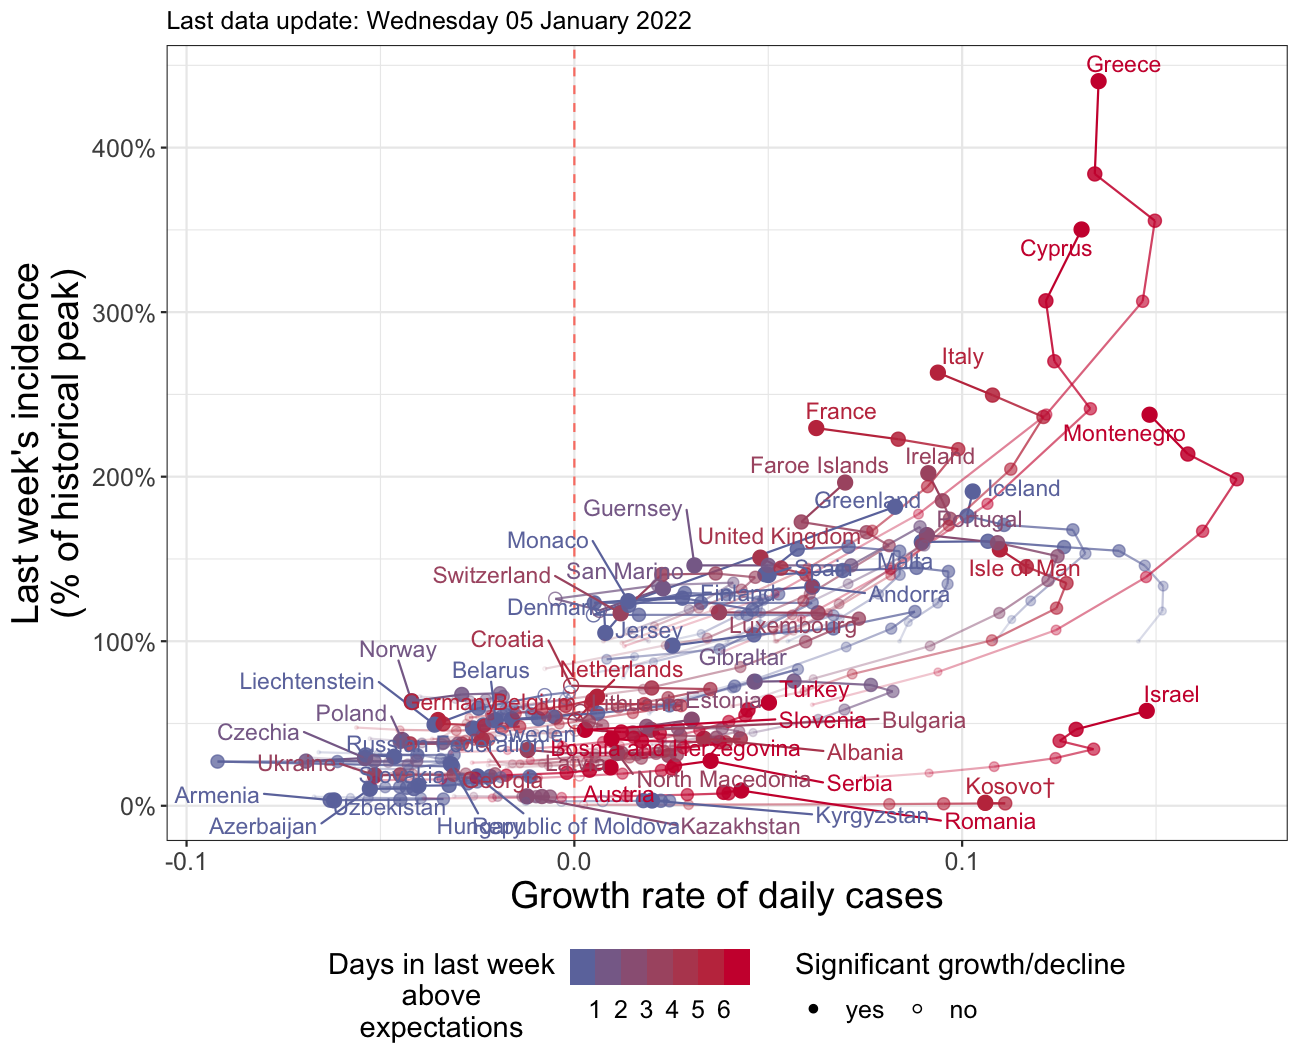 Last data update: Wednesday 05 January 2022
Last week's incidence
(% of historical peak)
400%
300%
200%
100%
0%
Greece
Cyprus
Italy
France
Montenegro
Ireland
Faroe Islands
Greenland
Iceland
Guernsey
Portugal
United Kingdom
Monaco
Spain
Malta
Isle of Man
Switzerland
San Marino
Finland
Andorra
Denmark
Jersey
Luxembourg
Croatia
Norway
Gibraltar
Belarus
Netherlands
Liechtenstein
Turkey
Israel
Germany
Belgium
Lithuania
Estonia
Poland
Slovenia
Bulgaria
Czechia
Sweden
Russian Federation
Bosnia and Herzegovina
Albania
Ukraine
Latvia
Slovakia
Georgia
North Macedonia
Serbia
Kosovo†
Armenia
Austria
Uzbekistan
Kyrgyzstan
Romania
Azerbaijan
Hungary
Republic of Moldova
Kazakhstan
-0.1
0.0
0.1
Growth rate of daily cases
Days in last week
above
expectations
1 2 3 4 5 6
Significant growth/decline
yes
no